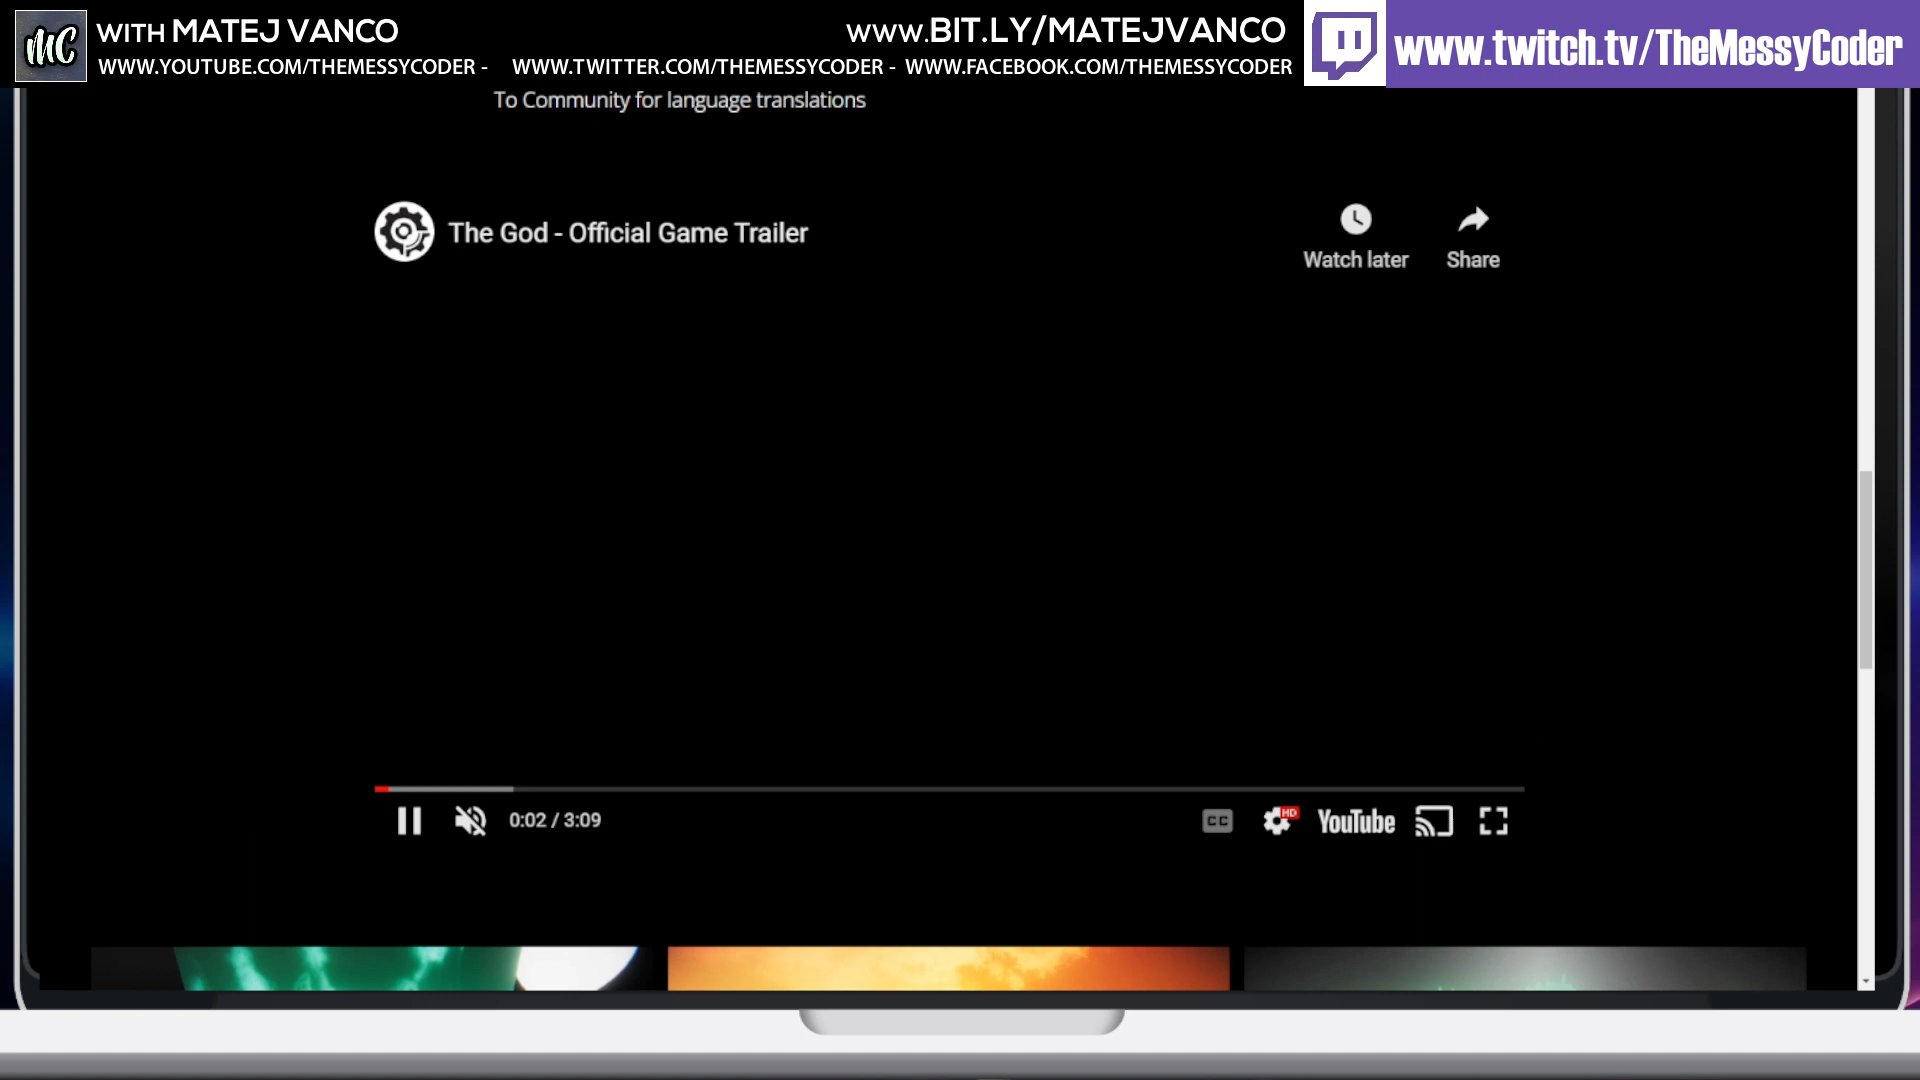 MC WITH MATEJ VANCO
WWW.YOUTUBE.COM/THEMESSYCODER - WWW.TWITTER.COM/THEMESSYCODER - WWW.FACEBOOK.COM/THEMESSYCODER
WWW.BIT.LY/MATEJVANCO
www.twitch.tv/TheMessyCoder
To Community for language translations
The God - Official Game Trailer
Watch later
Share
0:02 / 3:09
CC
HD
YouTube